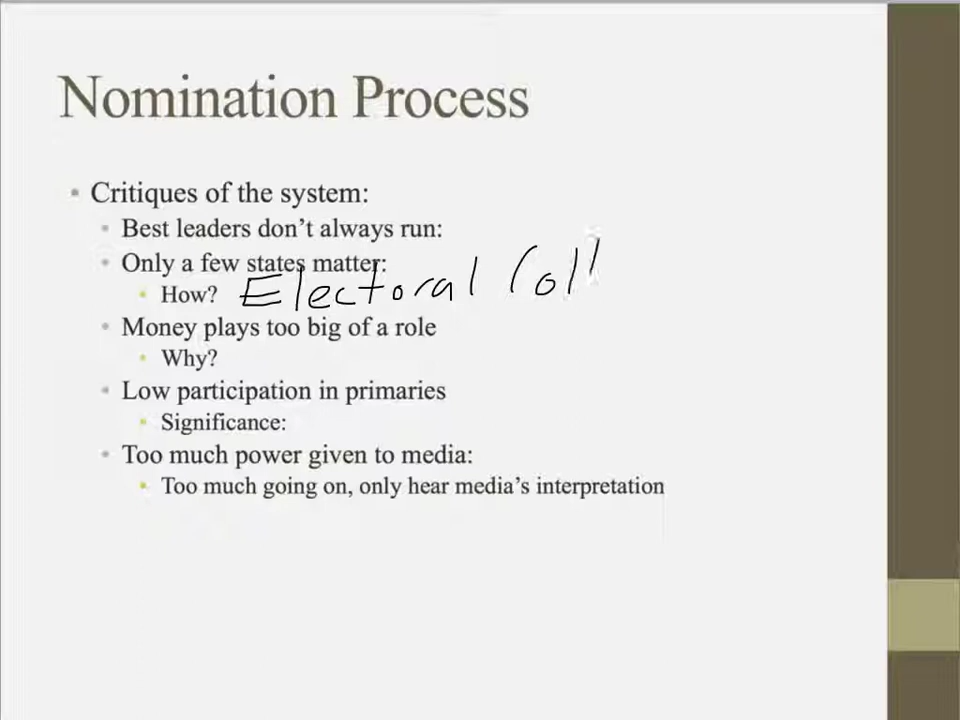 Nomination Process
Critiques of the system:
Best leaders don't always run:
Only a few states matter:
How? Electoral Coll
Money plays too big of a role
Why?
Low participation in primaries
Significance:
Too much power given to media:
Too much going on, only hear media's interpretation